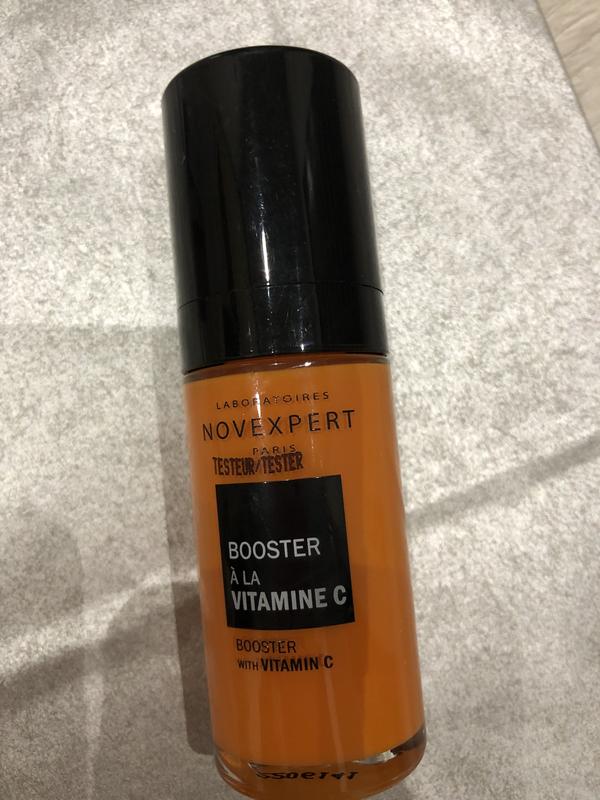 LABORATOIRES
NOVEXPERT
PARIS
TESTEUR/TESTER
BOOSTER
À LA
VITAMINE C
BOOSTER
WITH VITAMIN C